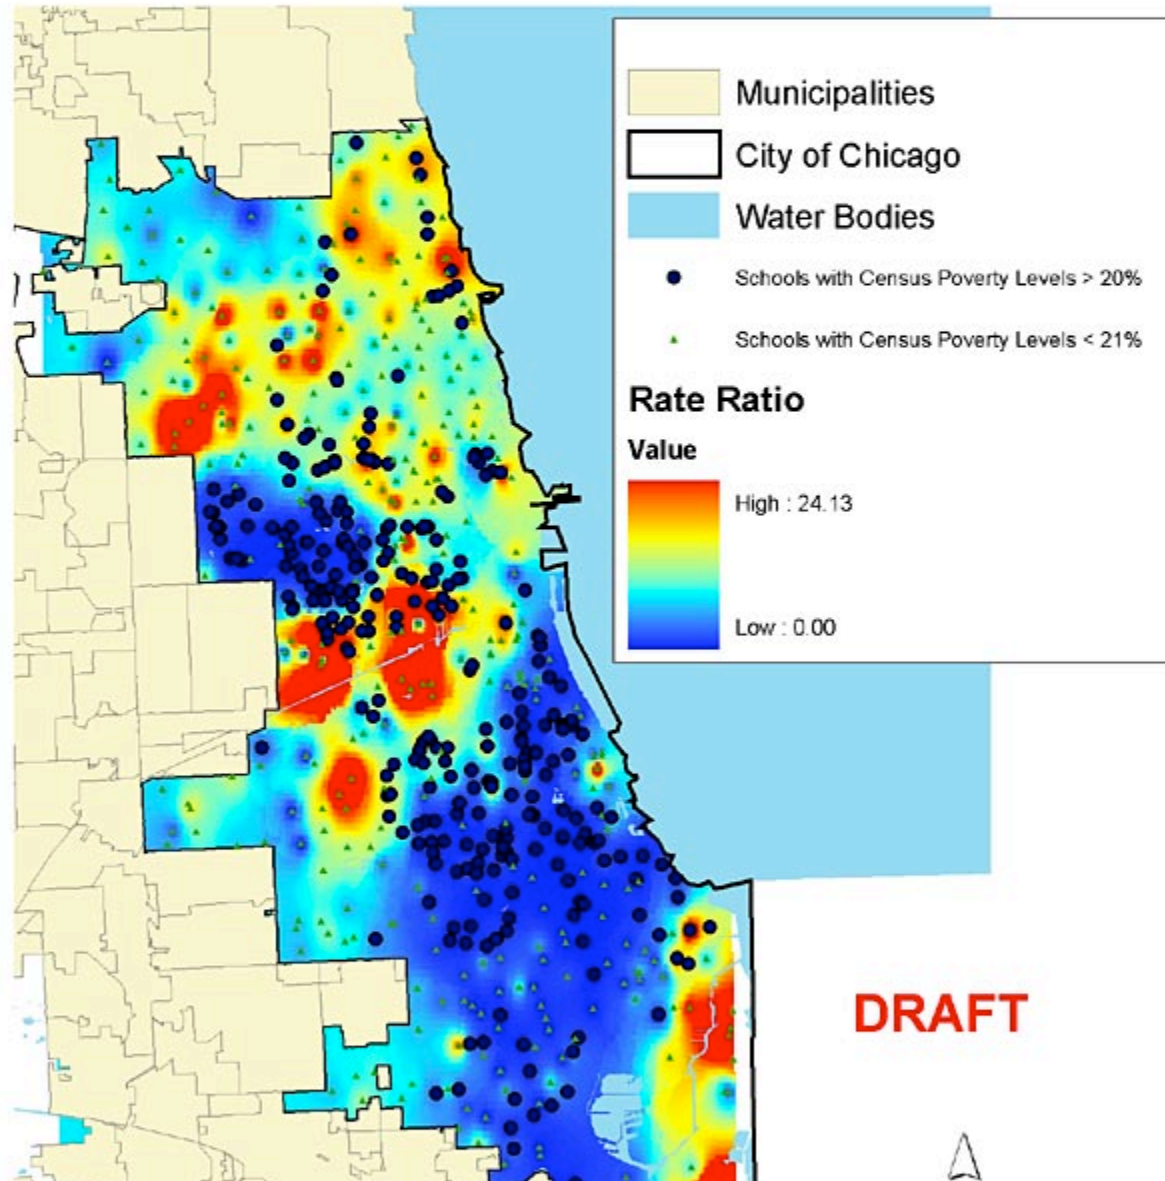 Municipalities
City of Chicago
Water Bodies
Schools with Census Poverty Levels > 20%
Schools with Census Poverty Levels < 21%
Rate Ratio
Value
High : 24.13
Low : 0.00
DRAFT